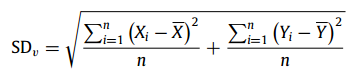 SD_v = \sqrt{\frac{\sum_{i=1}^{n} (X_i - \overline{X})^2}{n} + \frac{\sum_{i=1}^{n} (Y_i - \overline{Y})^2}{n}}